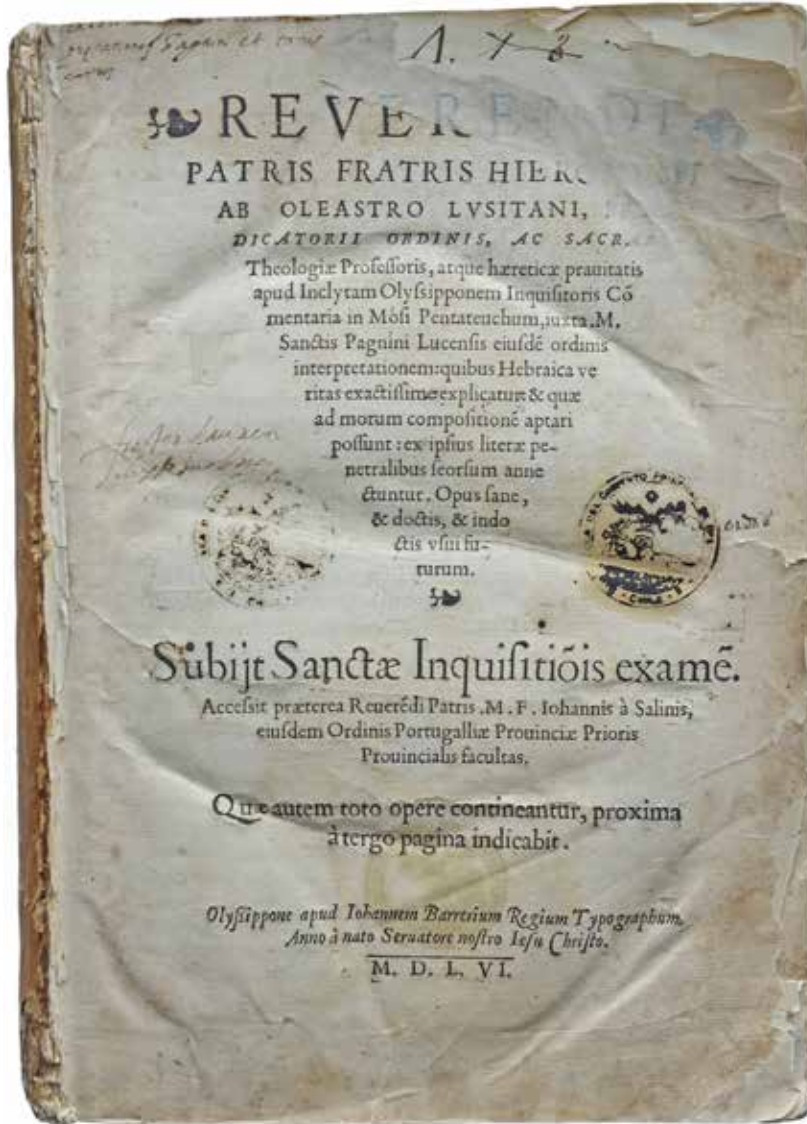 1. X 3
REVEREN
PATRIS FRATRIS HIER
AB OLEASTRO LVSITANI,
DICATORII ORDINIS, AC SACRAE
Theologiæ Professoris, atque hæreticæ prauitatis
apud Inclytam Olyssipponem Inquisitoris Cõ
mentaria in Mosi Pentateuchum, iuxta .M.
Sanctis Pagnini Lucensis eiusdẽ ordinis
interpretationem: quibus Hebraica ve
ritas exactissime explicatur: & quæ
ad morum compositionẽ aptari
possunt: ex ipsius literæ pe-
netralibus seorsum anne
ctuntur. Opus sane,
& doctis, & indo
ctis vsui fu-
turum.
Subijt Sanctæ Inquisitiõis examẽ.
Accessit præterea Reuerẽdi Patris .M. F. Iohannis à Salinis,
eiusdem Ordinis Portugalliæ Prouinciæ Prioris
Prouincialis facultas.
Quæ autem toto opere contineantur, proxima
à tergo pagina indicabit.
Olyssippone apud Iohannem Barrerium Regium Typographum.
Anno à nato Seruatore nostro Iesu Christo.
M. D. L. VI.